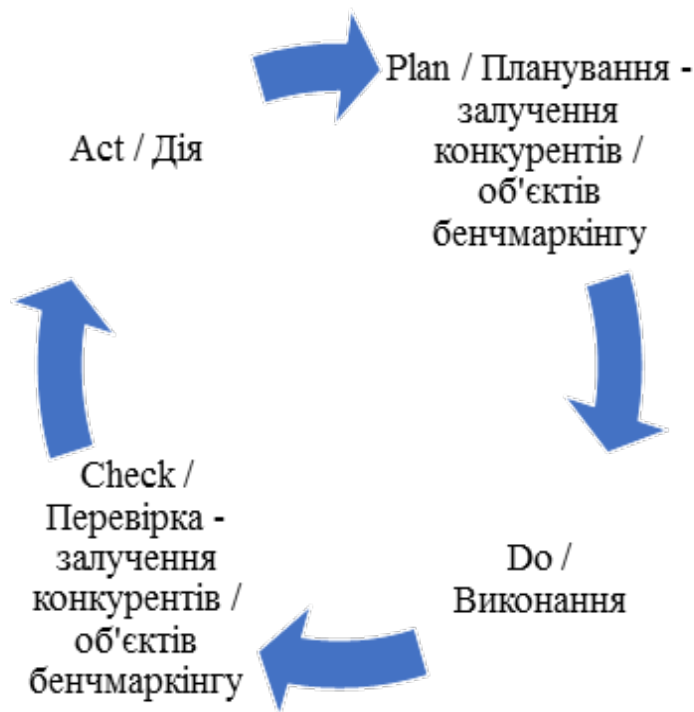 Plan / Планування -
залучення
конкурентів /
об'єктів
бенчмаркінгу
Do /
Виконання
Check /
Перевірка -
залучення
конкурентів /
об'єктів
бенчмаркінгу
Act / Дія